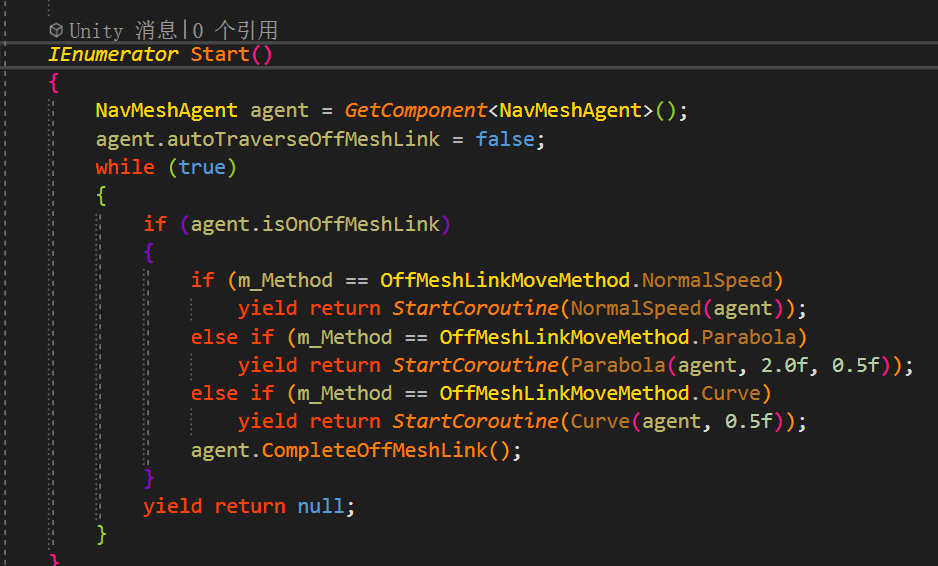 Unity 消息|0 个引用
IEnumerator Start()
{
NavMeshAgent agent = GetComponent<NavMeshAgent>();
agent.autoTraverseOffMeshLink = false;
while (true)
{
if (agent.isOnOffMeshLink)
{
if (m_Method == OffMeshLinkMoveMethod.NormalSpeed)
yield return StartCoroutine(NormalSpeed(agent));
else if (m_Method == OffMeshLinkMoveMethod.Parabola)
yield return StartCoroutine(Parabola(agent, 2.0f, 0.5f));
else if (m_Method == OffMeshLinkMoveMethod.Curve)
yield return StartCoroutine(Curve(agent, 0.5f));
agent.CompleteOffMeshLink();
}
yield return null;
}
}